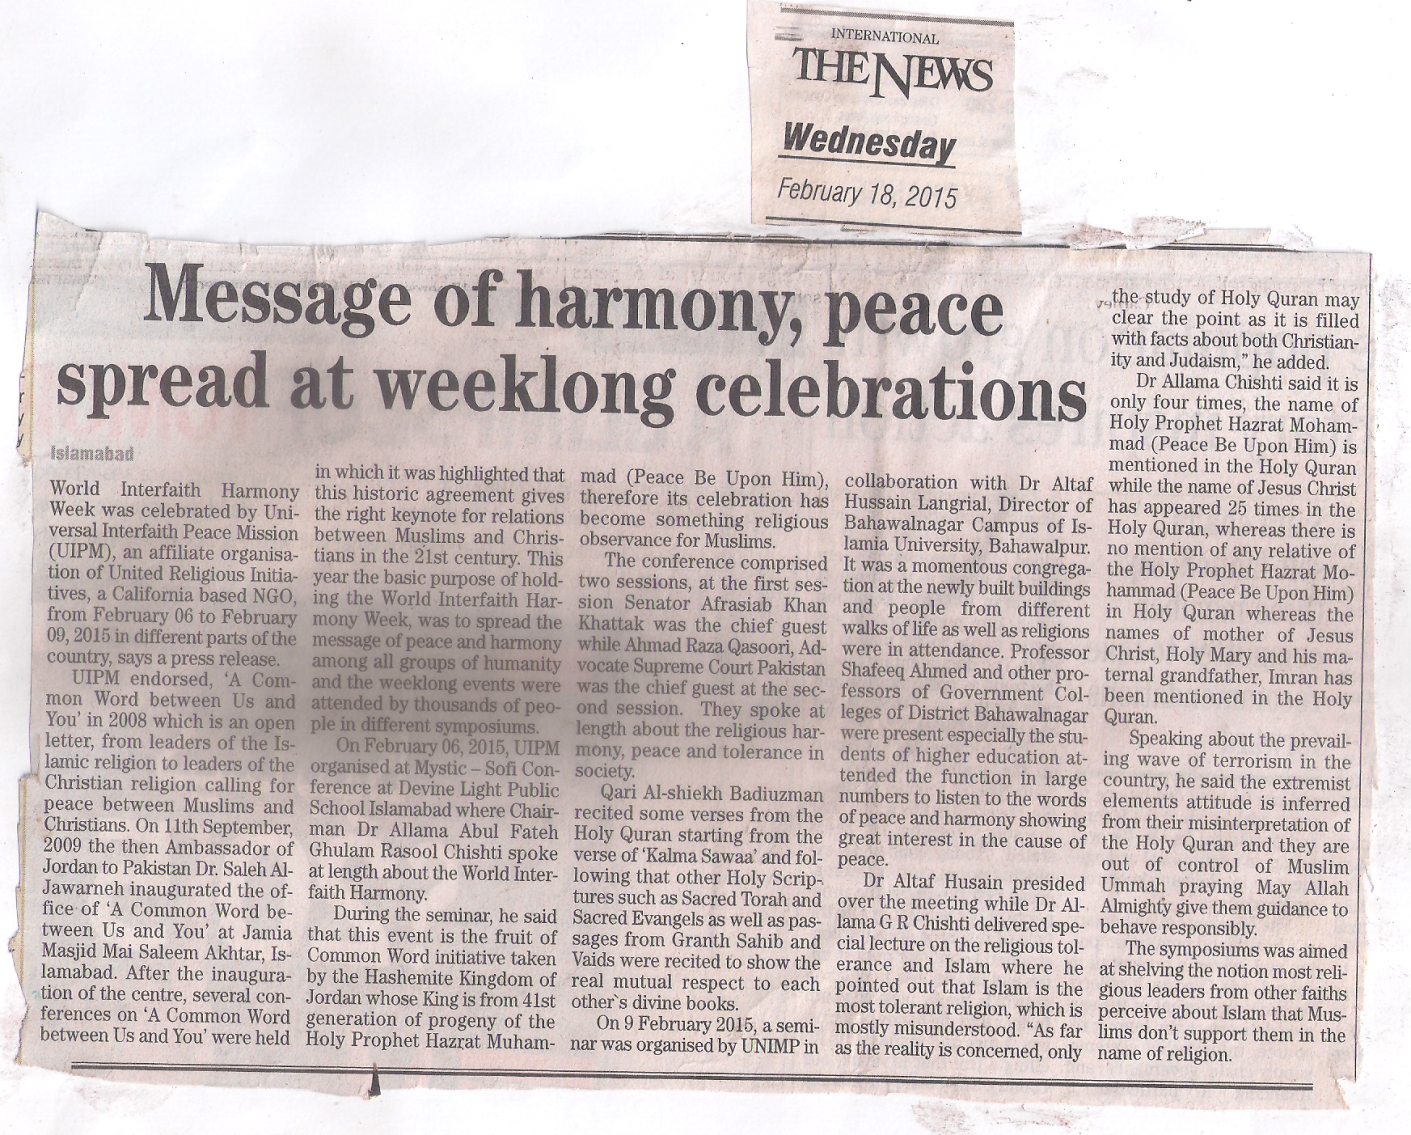 INTERNATIONAL
THE NEWS
Wednesday
February 18, 2015
Message of harmony, peace
spread at weeklong celebrations
Islamabad
World Interfaith Harmony
Week was celebrated by Uni-
versal Interfaith Peace Mission
(UIPM), an affiliate organisa-
tion of United Religious Initia-
tives, a California based NGO,
from February 06 to February
09, 2015 in different parts of the
country, says a press release.
UIPM endorsed, ‘A Com-
mon Word between Us and
You’ in 2008 which is an open
letter, from leaders of the Is-
lamic religion to leaders of the
Christian religion calling for
peace between Muslims and
Christians. On 11th September,
2009 the then Ambassador of
Jordan to Pakistan Dr. Saleh Al-
Jawarneh inaugurated the of-
fice of ‘A Common Word be-
tween Us and You’ at Jamia
Masjid Mai Saleem Akhtar, Is-
lamabad. After the inaugura-
tion of the centre, several con-
ferences on ‘A Common Word
between Us and You’ were held
in which it was highlighted that
this historic agreement gives
the right keynote for relations
between Muslims and Chris-
tians in the 21st century. This
year the basic purpose of hold-
ing the World Interfaith Har-
mony Week, was to spread the
message of peace and harmony
among all groups of humanity
and the weeklong events were
attended by thousands of peo-
ple in different symposiums.
On February 06, 2015, UIPM
organised at Mystic – Sofi Con-
ference at Devine Light Public
School Islamabad where Chair-
man Dr Allama Abul Fateh
Ghulam Rasool Chishti spoke
at length about the World Inter-
faith Harmony.
During the seminar, he said
that this event is the fruit of
Common Word initiative taken
by the Hashemite Kingdom of
Jordan whose King is from 41st
generation of progeny of the
Holy Prophet Hazrat Muham-
mad (Peace Be Upon Him),
therefore its celebration has
become something religious
observance for Muslims.
The conference comprised
two sessions, at the first ses-
sion Senator Afrasiab Khan
Khattak was the chief guest
while Ahmad Raza Qasoori, Ad-
vocate Supreme Court Pakistan
was the chief guest at the sec-
ond session. They spoke at
length about the religious har-
mony, peace and tolerance in
society.
Qari Al-shiekh Badiuzman
recited some verses from the
Holy Quran starting from the
verse of ‘Kalma Sawaa’ and fol-
lowing that other Holy Scrip-
tures such as Sacred Torah and
Sacred Evangels as well as pas-
sages from Granth Sahib and
Vaids were recited to show the
real mutual respect to each
other`s divine books.
On 9 February 2015, a semi-
nar was organised by UNIMP in
collaboration with Dr Altaf
Hussain Langrial, Director of
Bahawalnagar Campus of Is-
lamia University, Bahawalpur.
It was a momentous congrega-
tion at the newly built buildings
and people from different
walks of life as well as religions
were in attendance. Professor
Shafeeq Ahmed and other pro-
fessors of Government Col-
leges of District Bahawalnagar
were present especially the stu-
dents of higher education at-
tended the function in large
numbers to listen to the words
of peace and harmony showing
great interest in the cause of
peace.
Dr Altaf Husain presided
over the meeting while Dr Al-
lama G R Chishti delivered spe-
cial lecture on the religious tol-
erance and Islam where he
pointed out that Islam is the
most tolerant religion, which is
mostly misunderstood. “As far
as the reality is concerned, only
the study of Holy Quran may
clear the point as it is filled
with facts about both Christian-
ity and Judaism,” he added.
Dr Allama Chishti said it is
only four times, the name of
Holy Prophet Hazrat Moham-
mad (Peace Be Upon Him) is
mentioned in the Holy Quran
while the name of Jesus Christ
has appeared 25 times in the
Holy Quran, whereas there is
no mention of any relative of
the Holy Prophet Hazrat Mo-
hammad (Peace Be Upon Him)
in Holy Quran whereas the
names of mother of Jesus
Christ, Holy Mary and his ma-
ternal grandfather, Imran has
been mentioned in the Holy
Quran.
Speaking about the prevail-
ing wave of terrorism in the
country, he said the extremist
elements attitude is inferred
from their misinterpretation of
the Holy Quran and they are
out of control of Muslim
Ummah praying May Allah
Almighty give them guidance to
behave responsibly.
The symposiums was aimed
at shelving the notion most reli-
gious leaders from other faiths
perceive about Islam that Mus-
lims don’t support them in the
name of religion.